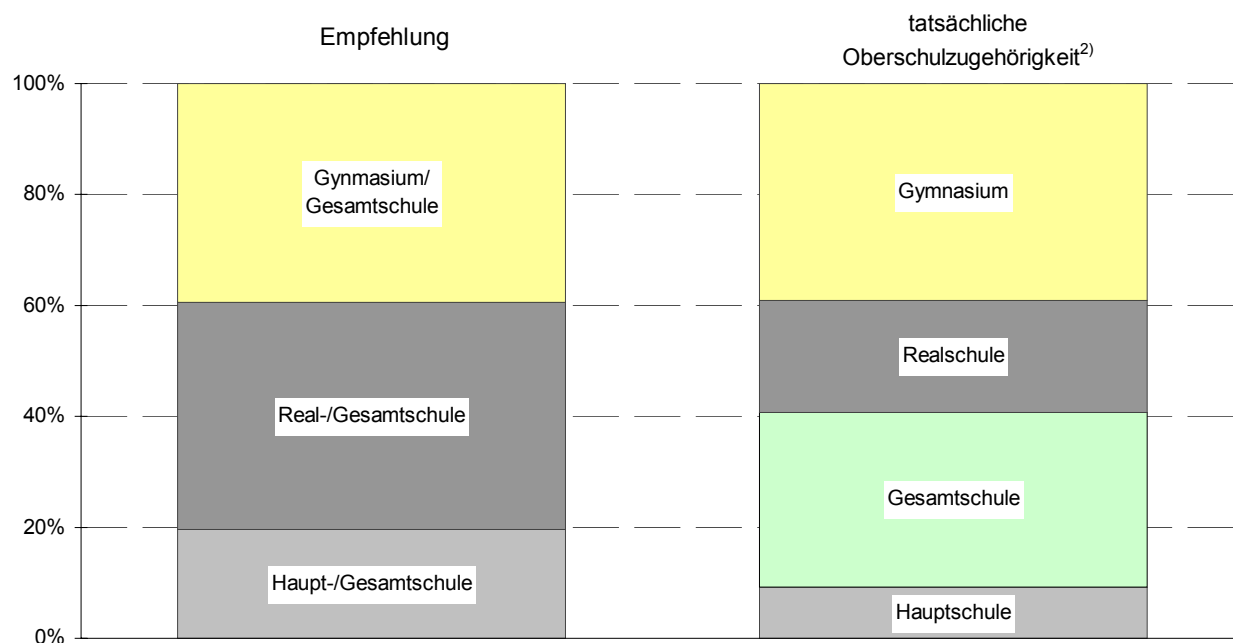 Empfehlung
tatsächliche
Oberschulzugehörigkeit2)
100%
80%
60%
40%
20%
0%
Gynmasium/
Gesamtschule
Real-/Gesamtschule
Haupt-/Gesamtschule
Gymnasium
Realschule
Gesamtschule
Hauptschule